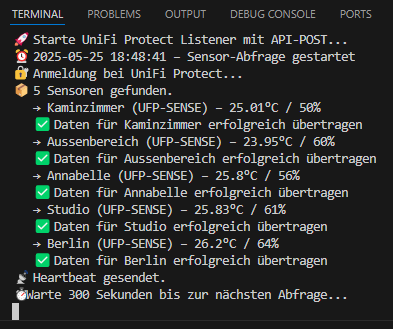 TERMINAL PROBLEMS OUTPUT DEBUG CONSOLE PORTS
🚀 Starte UniFi Protect Listener mit API-POST...
⏰ 2025-05-25 18:48:41 – Sensor-Abfrage gestartet
🔐 Anmeldung bei UniFi Protect...
📦 5 Sensoren gefunden.
→ Kaminzimmer (UFP-SENSE) – 25.01°C / 50%
✅ Daten für Kaminzimmer erfolgreich übertragen
→ Aussenbereich (UFP-SENSE) – 23.95°C / 60%
✅ Daten für Aussenbereich erfolgreich übertragen
→ Annabelle (UFP-SENSE) – 25.8°C / 56%
✅ Daten für Annabelle erfolgreich übertragen
→ Studio (UFP-SENSE) – 25.83°C / 61%
✅ Daten für Studio erfolgreich übertragen
→ Berlin (UFP-SENSE) – 26.2°C / 64%
✅ Daten für Berlin erfolgreich übertragen
📡 Heartbeat gesendet.
⏱Warte 300 Sekunden bis zur nächsten Abfrage...